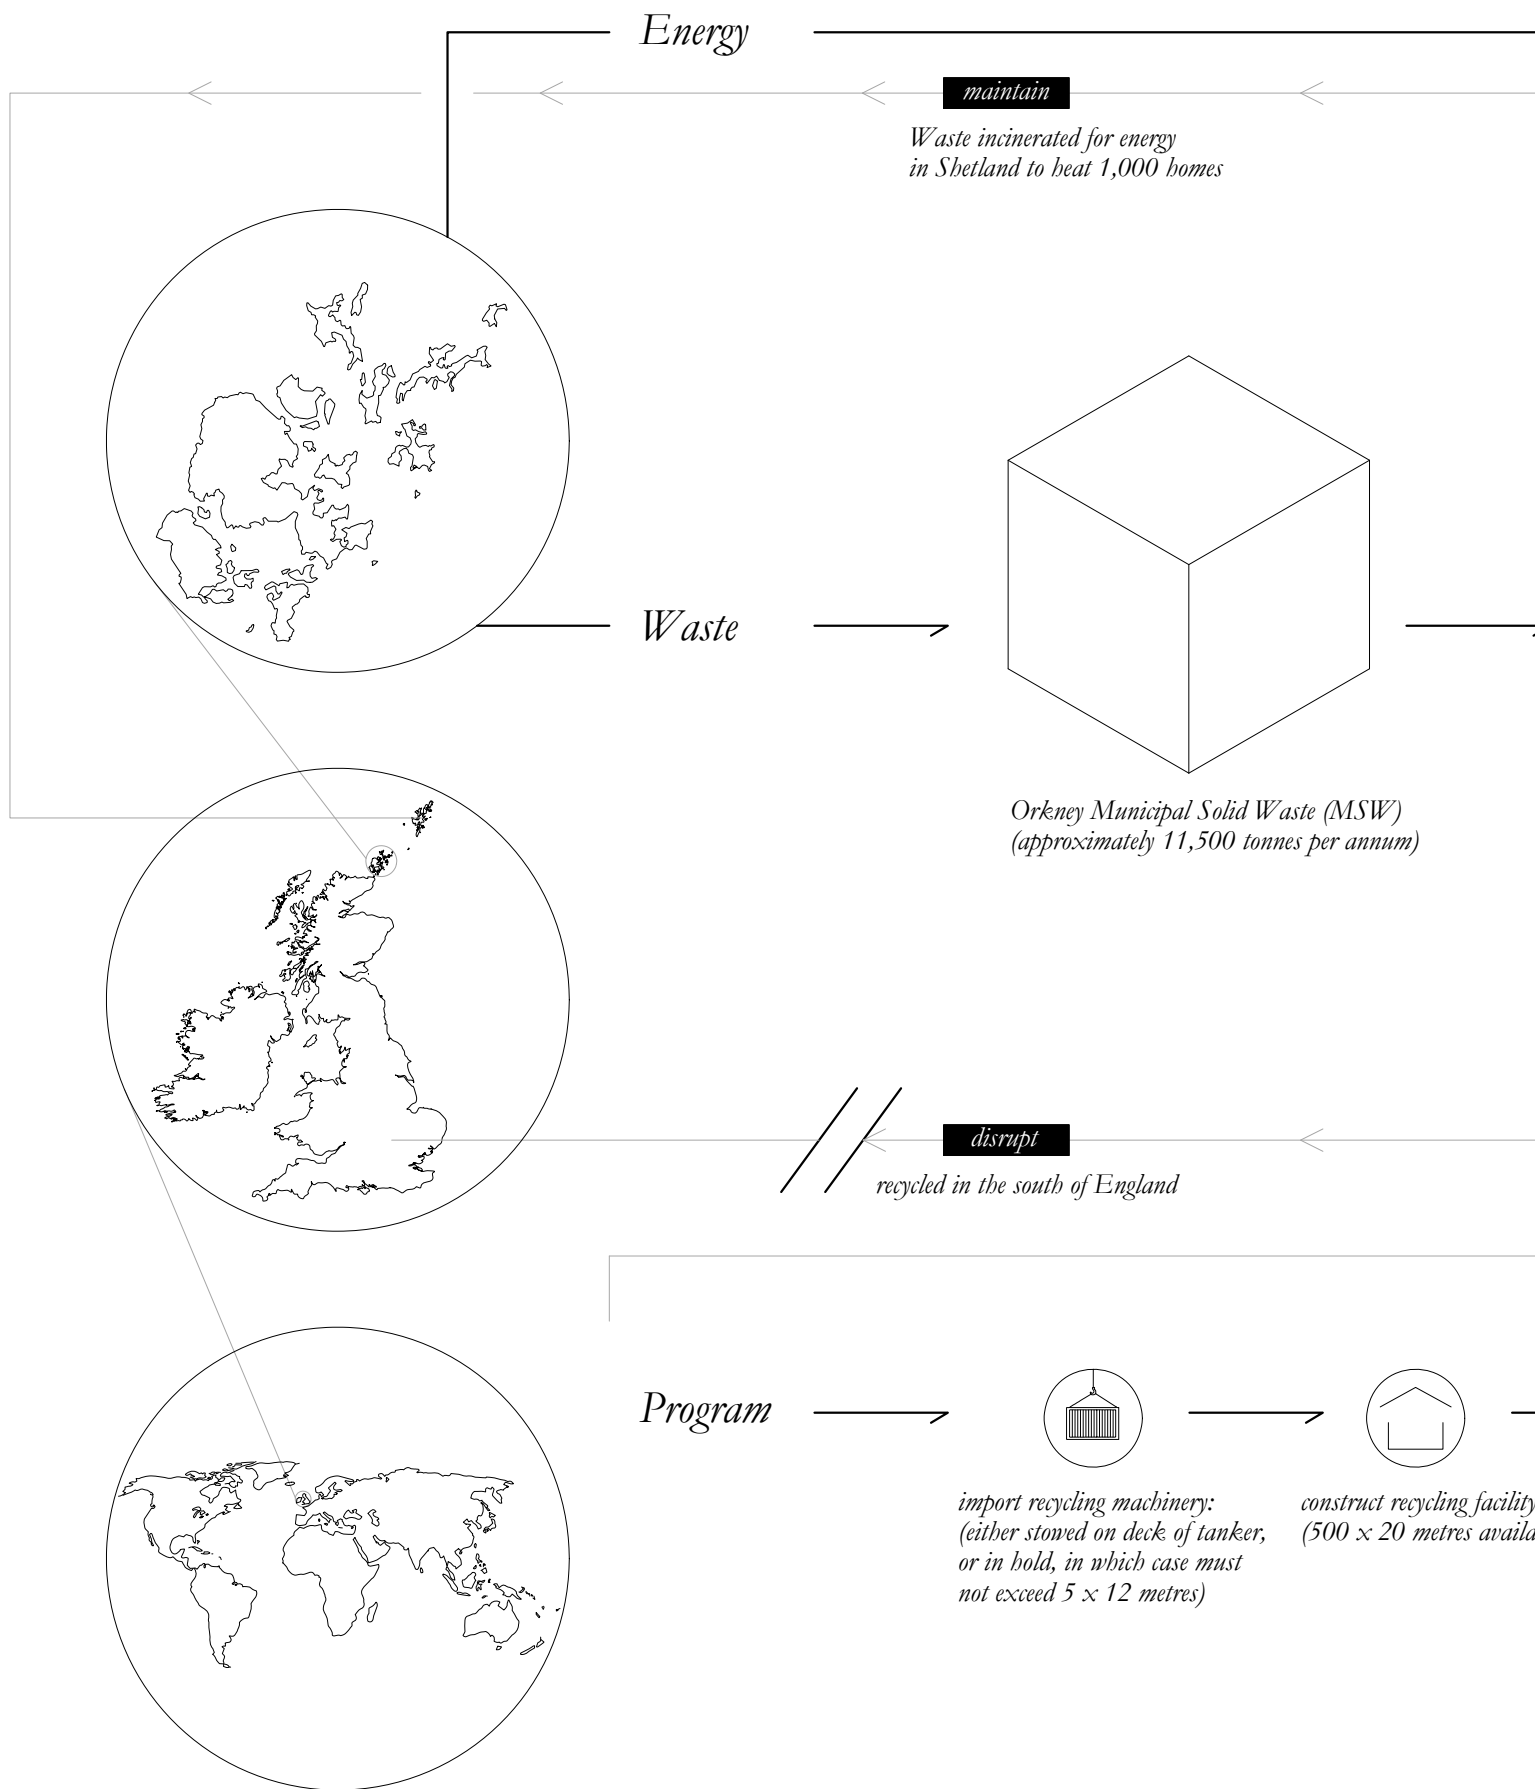 Energy
maintain
Waste incinerated for energy
in Shetland to heat 1,000 homes
Waste
Orkney Municipal Solid Waste (MSW)
(approximately 11,500 tonnes per annum)
disrupt
recycled in the south of England
Program
import recycling machinery:
(either stowed on deck of tanker,
or in hold, in which case must
not exceed 5 x 12 metres)
construct recycling facility
(500 x 20 metres